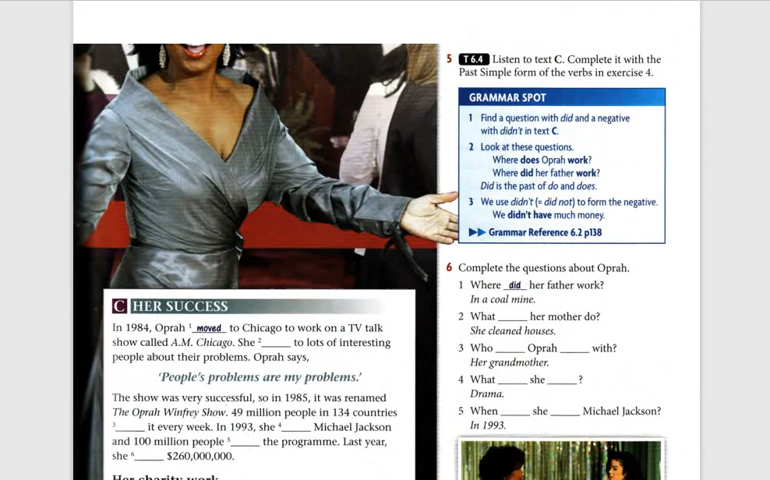 C HER SUCCESS
In 1984, Oprah ¹ moved to Chicago to work on a TV talk
show called A.M. Chicago. She ²_____ to lots of interesting
people about their problems. Oprah says,
‘People’s problems are my problems.’
The show was very successful, so in 1985, it was renamed
The Oprah Winfrey Show. 49 million people in 134 countries
³_____ it every week. In 1993, she ⁴_____ Michael Jackson
and 100 million people ⁵_____ the programme. Last year,
she ⁶_____ $260,000,000.
Her charity work
5 T 6.4 Listen to text C. Complete it with the
Past Simple form of the verbs in exercise 4.
GRAMMAR SPOT
1 Find a question with did and a negative
with didn’t in text C.
2 Look at these questions.
Where does Oprah work?
Where did her father work?
Did is the past of do and does.
3 We use didn’t (= did not) to form the negative.
We didn’t have much money.
▶▶ Grammar Reference 6.2 p138
6 Complete the questions about Oprah.
1 Where did her father work?
In a coal mine.
2 What _____ her mother do?
She cleaned houses.
3 Who _____ Oprah _____ with?
Her grandmother.
4 What _____ she _____?
Drama.
5 When _____ she _____ Michael Jackson?
In 1993.